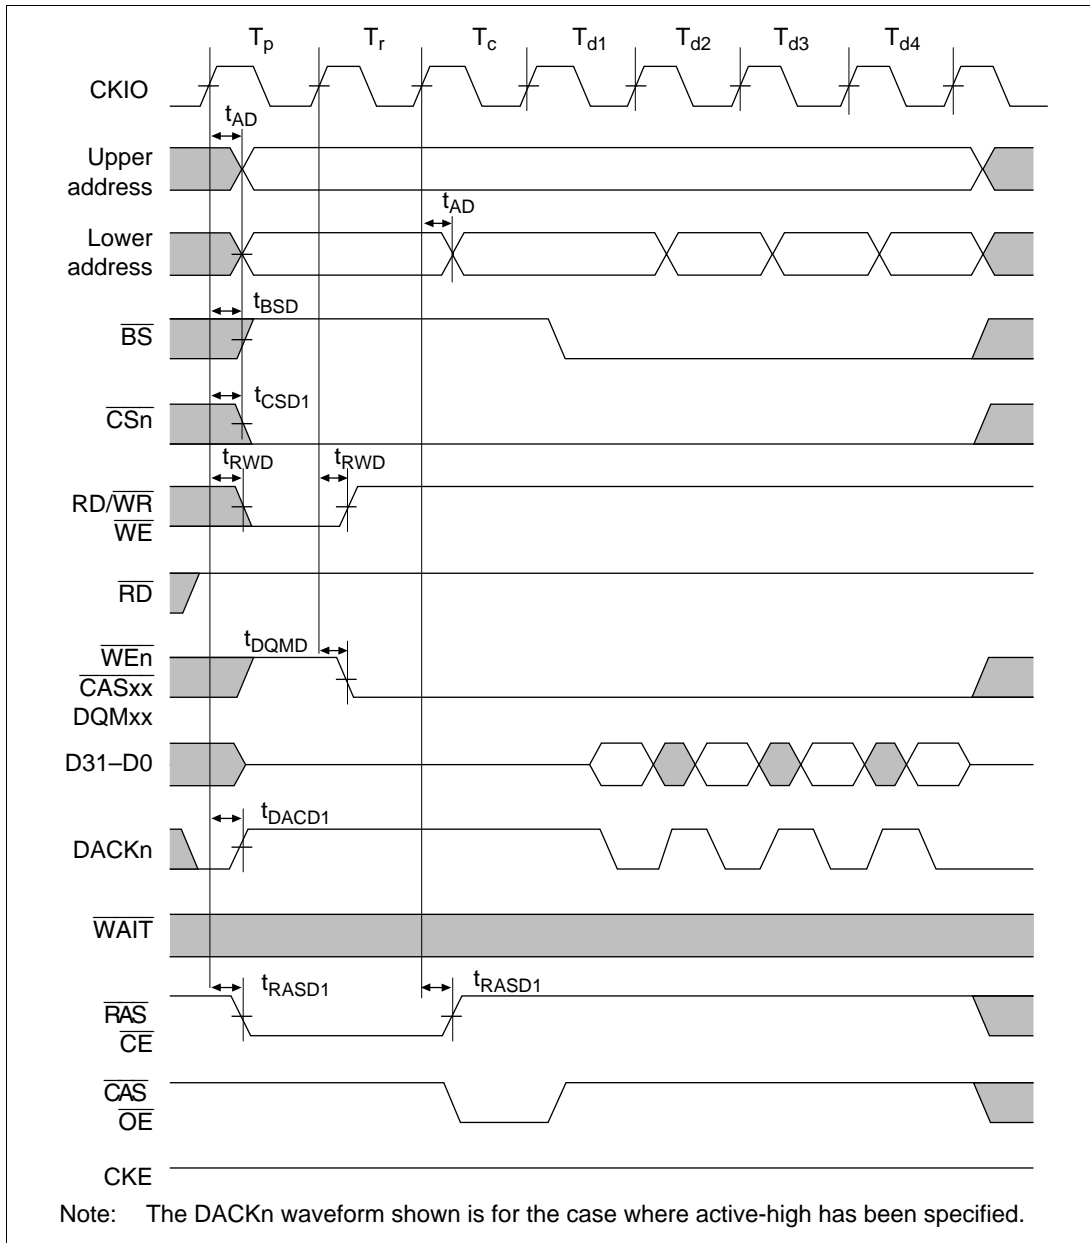 Tp Tr Tc Td1 Td2 Td3 Td4
CKIO
tAD
Upper
address
tAD
Lower
address
tBSD
BS
tCSD1
CSn
tRWD tRWD
RD/WR
WE
RD
tDQMD
WEn
CASxx
DQMxx
D31–D0
tDACD1
DACKn
WAIT
tRASD1 tRASD1
RAS
CE
CAS
OE
CKE
Note: The DACKn waveform shown is for the case where active-high has been specified.